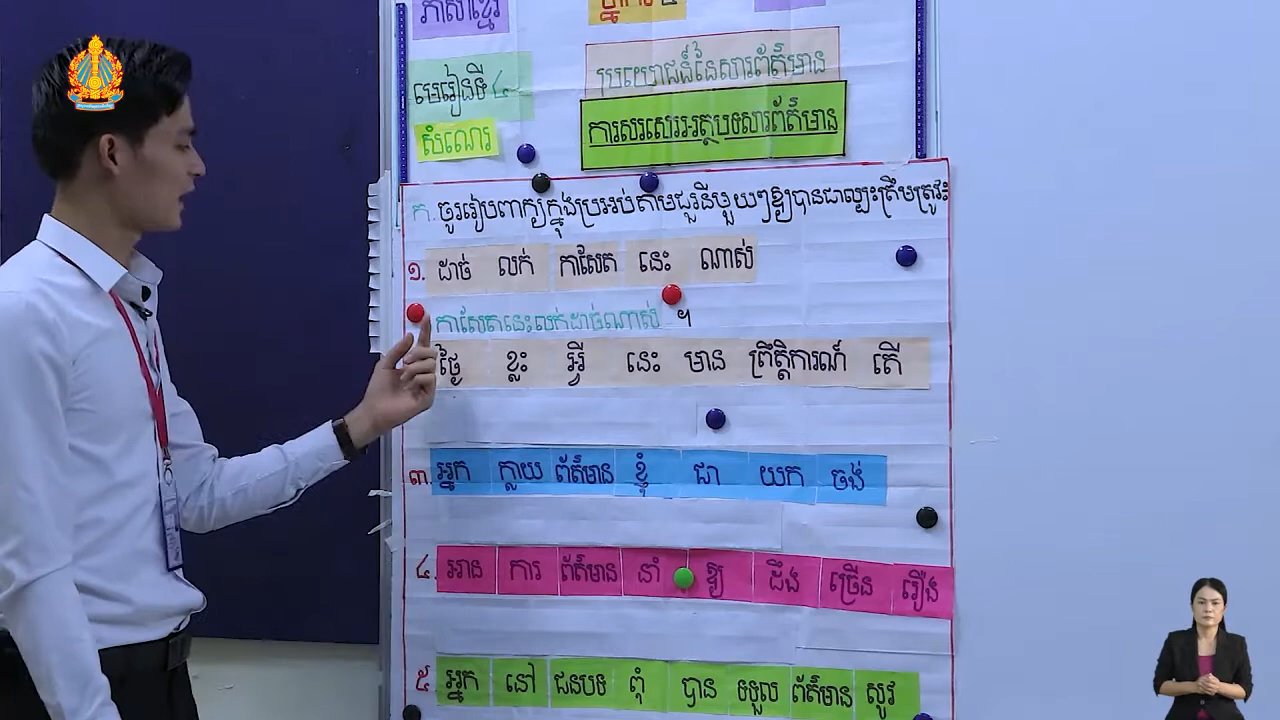 ភាសាខ្មែរ
មេរៀនទី ៤
ប្រយោជន៍នៃសារព័ត៌មាន
សំណេរ
ការសរសេរអត្ថបទសារព័ត៌មាន
ក. ចូររៀបពាក្យក្នុងប្រអប់តាមជួរនីមួយៗឱ្យបានជាល្បះត្រឹមត្រូវ៖
១. ដាច់ លក់ កាសែត នេះ ណាស់
កាសែតនេះលក់ដាច់ណាស់ ។
ថ្ងៃ ខ្លះ អ្វី នេះ មាន ព្រឹត្តិការណ៍ តើ
៣. អ្នក ក្លាយ ព័ត៌មាន ខ្ញុំ ជា យក ចង់
៤. អាន ការ ព័ត៌មាន នាំ ឱ្យ ដឹង ច្រើន រឿង
៥ អ្នក នៅ ជនបទ ពុំ បាន ទទួល ព័ត៌មាន សូវ